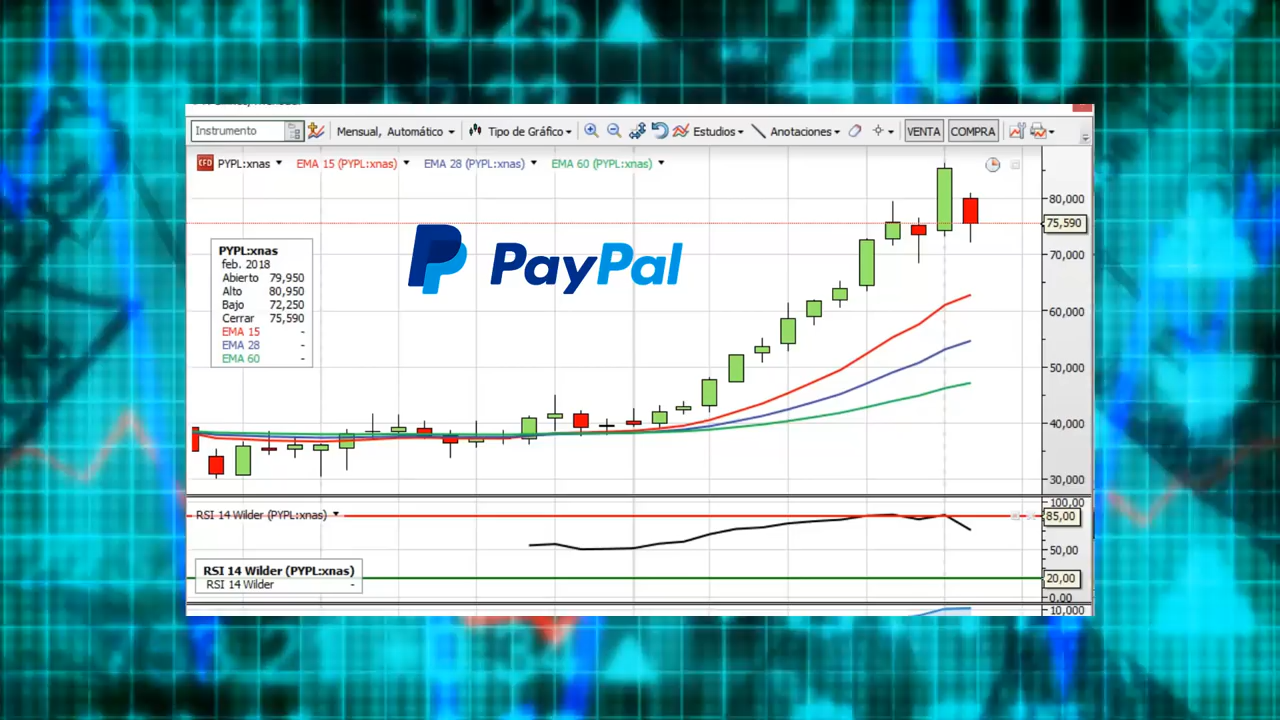 Instrumento
Mensual, Automático
Tipo de Gráfico
Estudios
Anotaciones
VENTA
COMPRA
CFD
PYPL:xnas
EMA 15 (PYPL:xnas)
EMA 28 (PYPL:xnas)
EMA 60 (PYPL:xnas)
PayPal
PYPL:xnas
feb. 2018
Abierto 79,950
Alto 80,950
Bajo 72,250
Cerrar 75,590
EMA 15 -
EMA 28 -
EMA 60 -
80,000
75,590
70,000
60,000
50,000
40,000
30,000
RSI 14 Wilder (PYPL:xnas)
100,00
85,00
50,00
20,00
0,00
RSI 14 Wilder (PYPL:xnas)
RSI 14 Wilder -
10,000